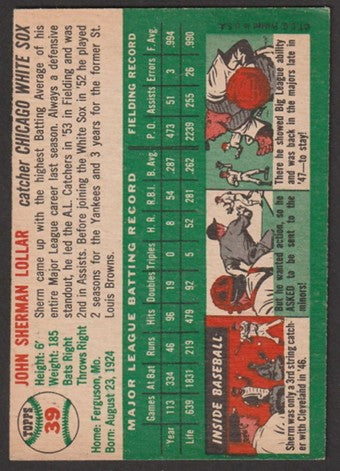 TOPPS
39
JOHN SHERMAN LOLLAR
catcher CHICAGO WHITE SOX
Height: 6'
Weight: 185
Bats Right
Throws Right
Home: Ferguson, Mo.
Born: August 23, 1924
Sherm came up with the highest Batting Average of his
entire Major League career last season. Always a defensive
standout, he led the A.L. Catchers in '53 in Fielding and was
2nd in Assists. Before joining the White Sox in '52 he played
2 seasons for the Yankees and 3 years for the former St.
Louis Browns.
MAJOR LEAGUE BATTING RECORD FIELDING RECORD
Games At Bat Runs Hits Doubles Triples H.R. R.B.I. B. Avg. P.O. Assists Errors F. Avg.
Year 113 334 46 96 19 0 8 54 .287 473 51 3 .994
Life 639 1831 479 .262 2239 255 26 .990
INSIDE BASEBALL
Sherm was only a 3rd string catch-
er with Cleveland in '46.
But he wanted action, so he
ASKED to be sent to the
minors!
There he showed Big League ability
and was back in the majors late in
'47—to stay!